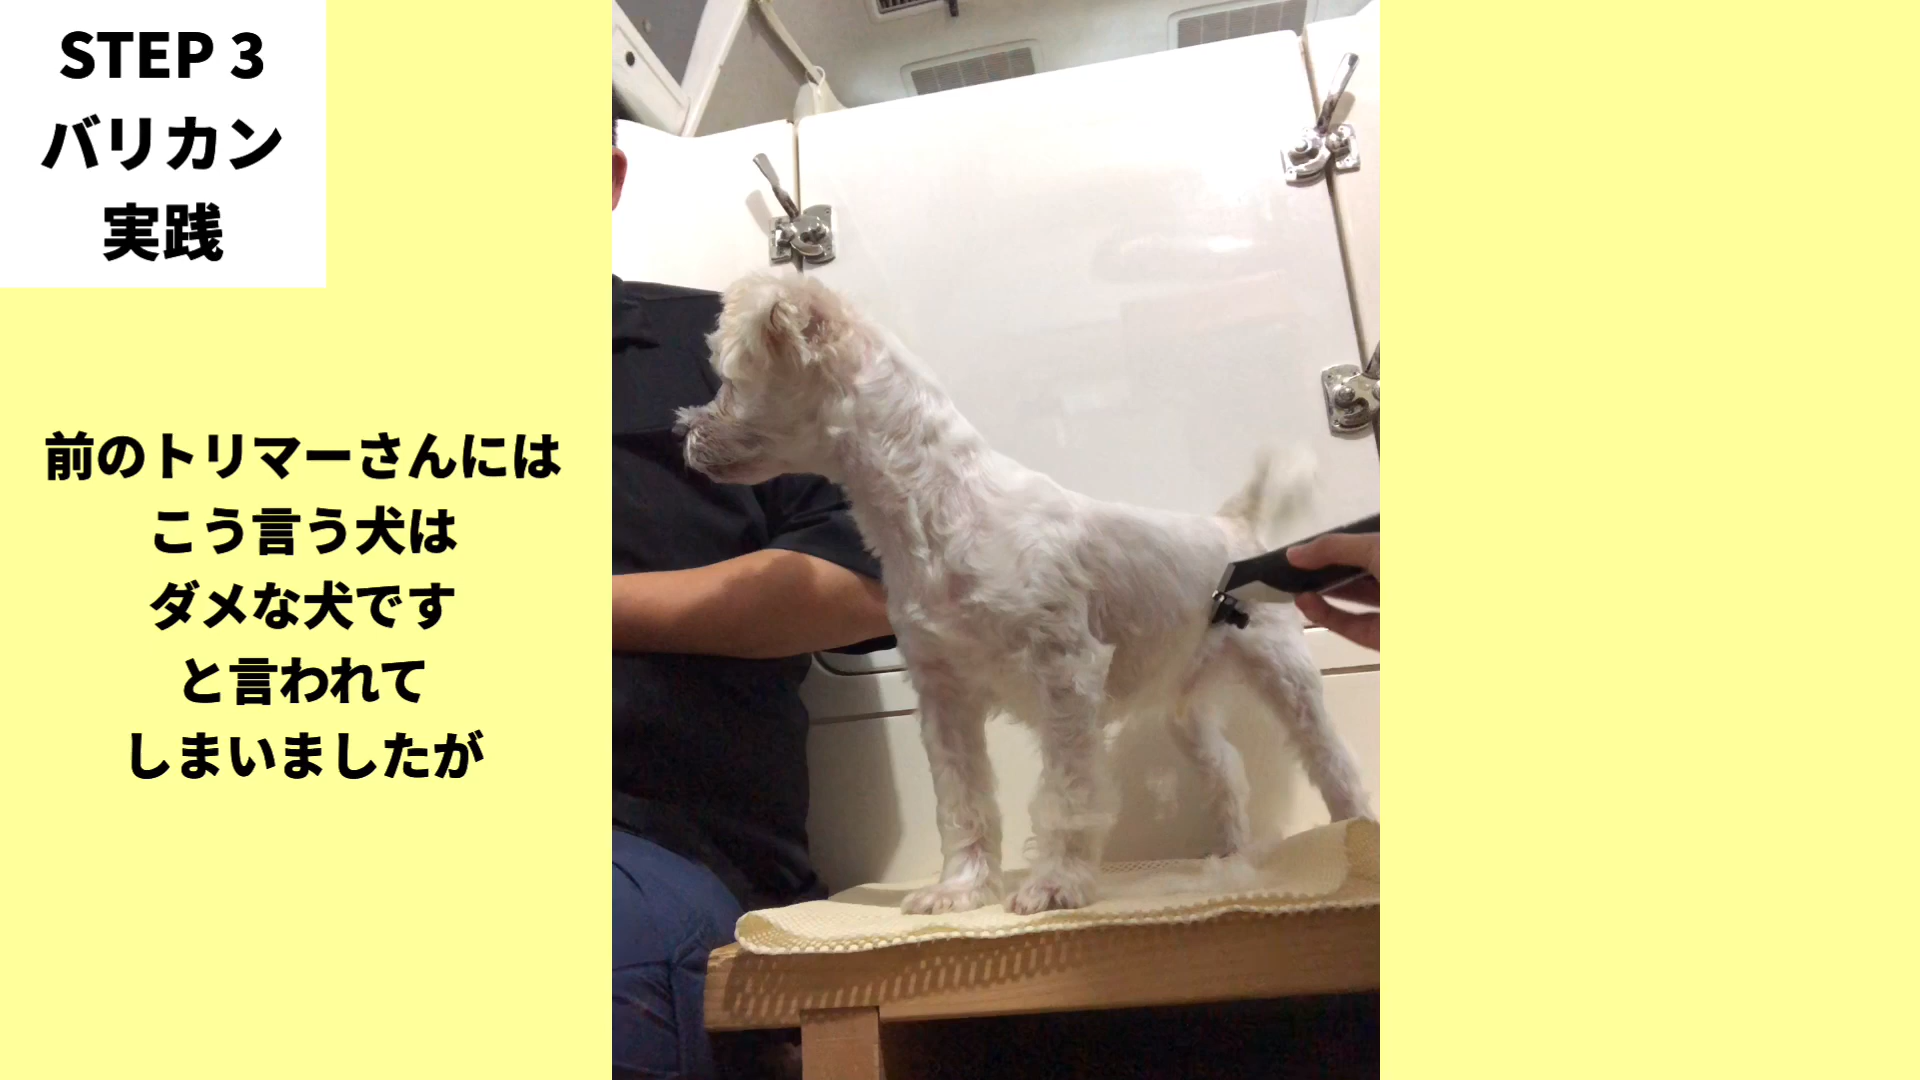 STEP 3
バリカン
実践
前のトリマーさんには
こう言う犬は
ダメな犬です
と言われて
しまいましたが